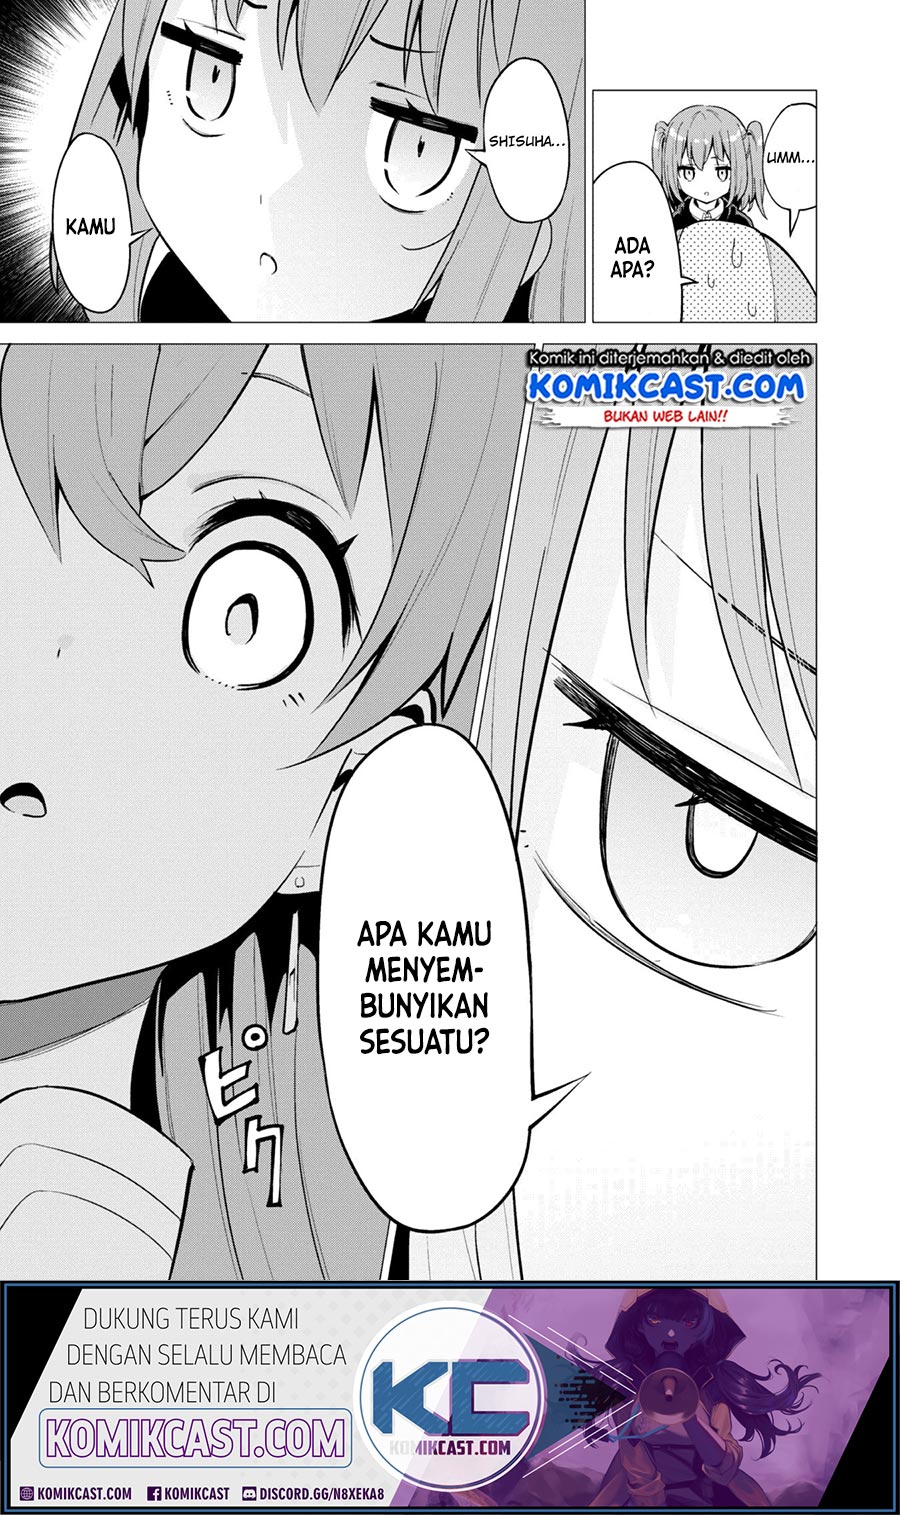 UMM...
ADA
APA?
SHISUHA...
KAMU
Komik ini diterjemahkan & diedit oleh
KOMIKCAST.COM
BUKAN WEB LAIN!!
APA KAMU
MENYEM-
BUNYIKAN
SESUATU?
ピクッ
DUKUNG TERUS KAMI
DENGAN SELALU MEMBACA
DAN BERKOMENTAR DI
KOMIKCAST.COM
KC
KOMIKCAST.COM
KOMIKCAST.COM
KOMIKCAST
DISCORD.GG/N8XEKA8